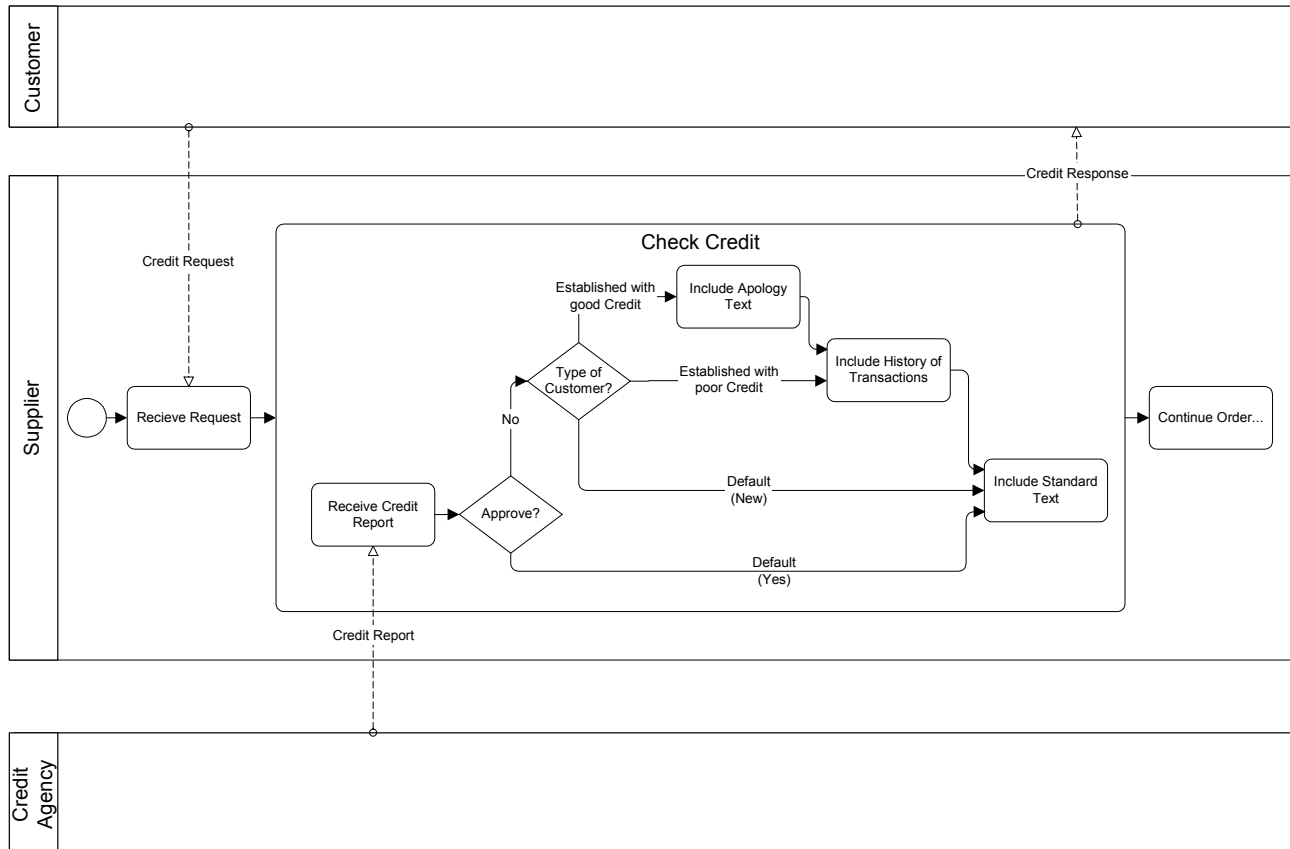 Customer
Credit Response
Supplier
Credit Request
Check Credit
Established with
good Credit
Include Apology
Text
Type of
Customer?
Established with
poor Credit
Include History of
Transactions
Recieve Request
Continue Order...
No
Receive Credit
Report
Approve?
Default
(New)
Include Standard
Text
Default
(Yes)
Credit Report
Credit
Agency